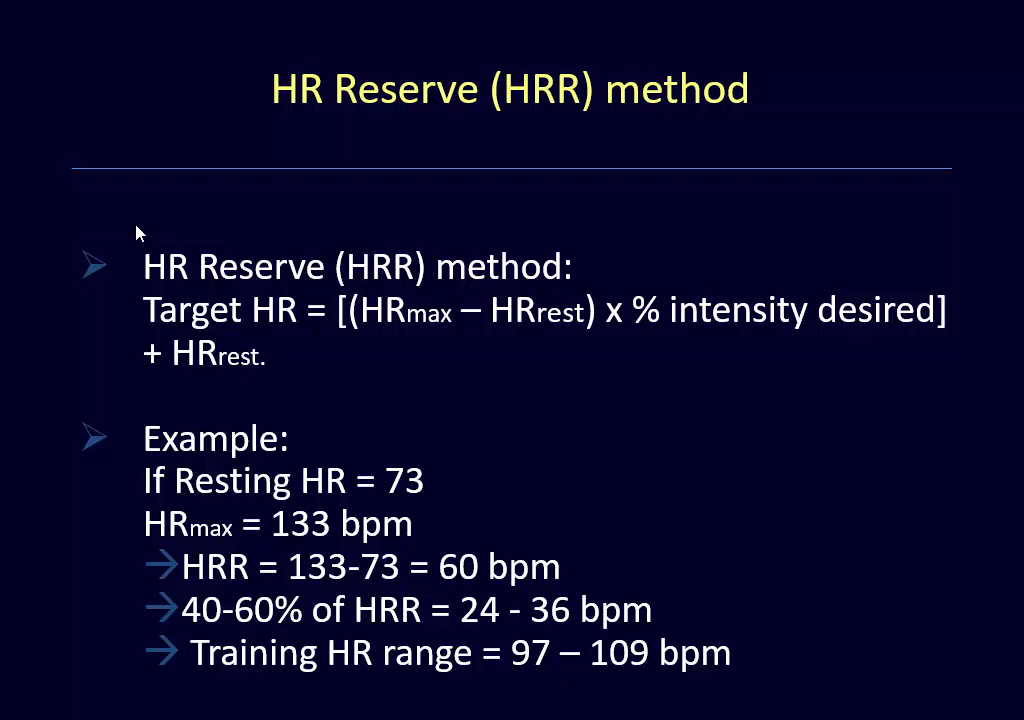 HR Reserve (HRR) method
HR Reserve (HRR) method:
Target HR = [(HRmax – HRrest) x % intensity desired]
+ HRrest.
Example:
If Resting HR = 73
HRmax = 133 bpm
→HRR = 133-73 = 60 bpm
→40-60% of HRR = 24 - 36 bpm
→ Training HR range = 97 – 109 bpm